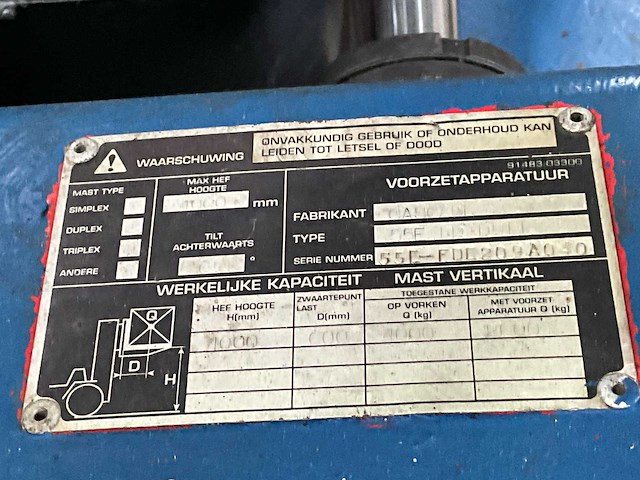 WAARSCHUWING
ONVAKKUNDIG GEBRUIK OF ONDERHOUD KAN
LEIDEN TOT LETSEL OF DOOD
91483-03300
MAST TYPE
SIMPLEX
DUPLEX
TRIPLEX
ANDERE
MAX HEF
HOOGTE
mm
TILT
ACHTERWAARTS
°
VOORZETAPPARATUUR
FABRIKANT
TYPE
SERIE NUMMER
WERKELIJKE KAPACITEIT MAST VERTIKAAL
HEF HOOGTE
H(mm)
ZWAARTEPUNT
LAST D(mm)
TOEGESTANE WERKKAPACITEIT
OP VORKEN
Q (kg)
MET VOORZET
APPARATUUR Q (kg)
G
D
H